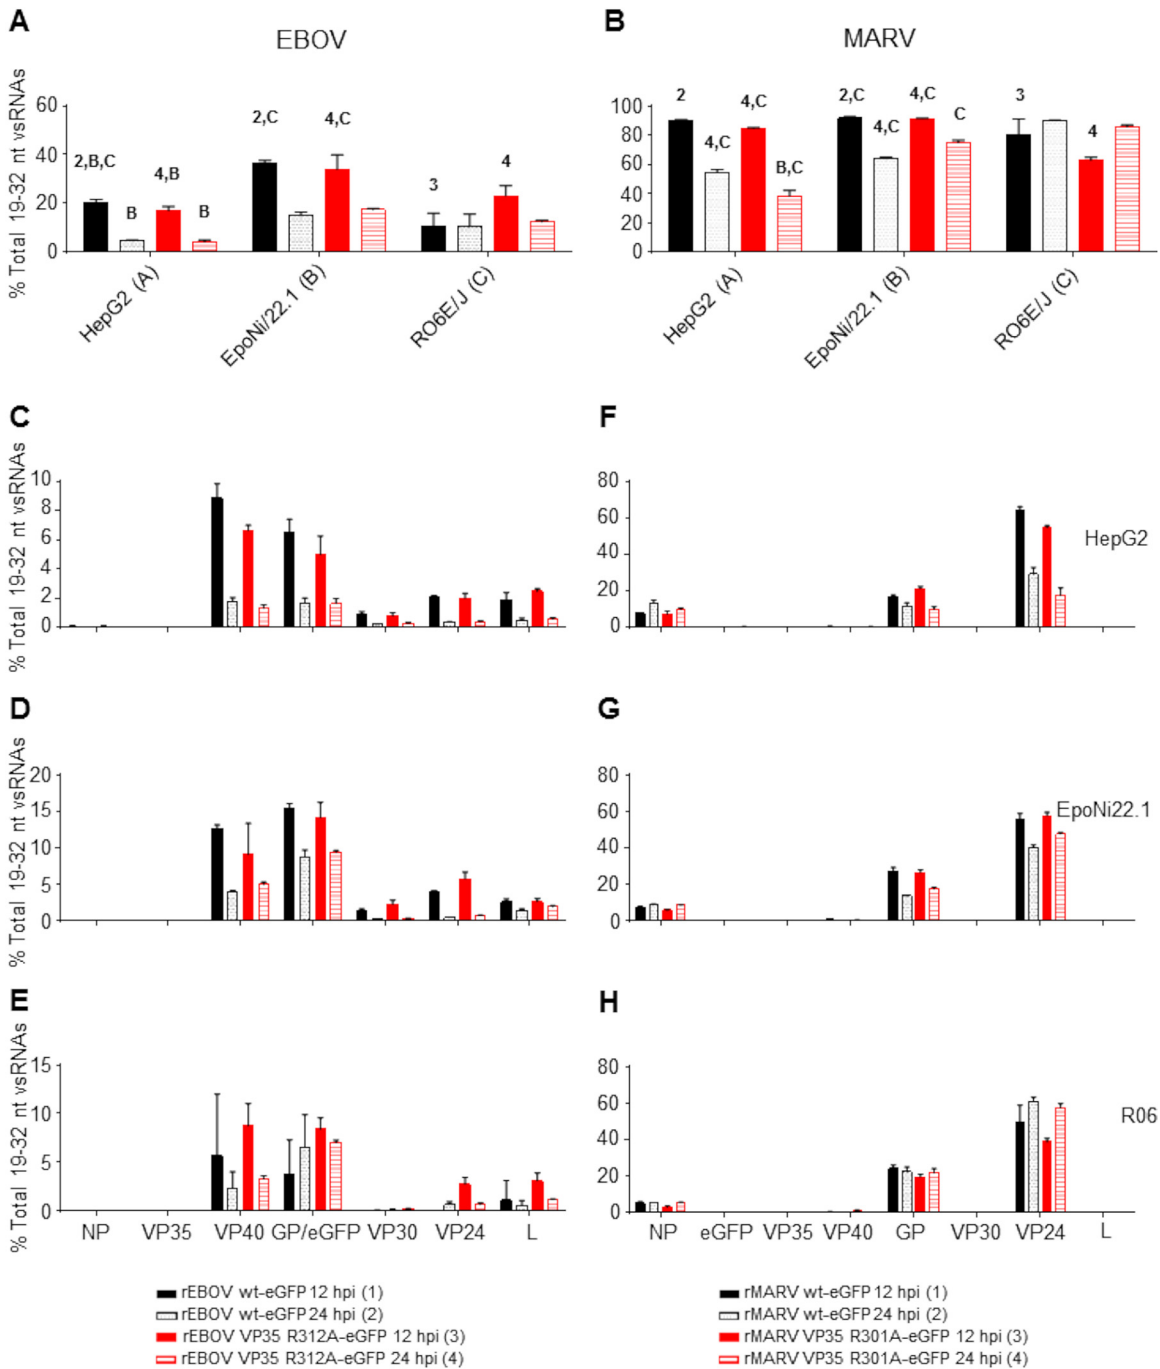 A
EBOV
% Total 19-32 nt vsRNAs
60
40
20
0
2,B,C
B
4,B
B
2,C
4,C
3
4
HepG2 (A)
EpoNi/22.1 (B)
RO6E/J (C)
B
MARV
100
80
60
40
20
0
2
4,C
4,C
B,C
2,C
4,C
4,C
C
3
4
HepG2 (A)
EpoNi/22.1 (B)
RO6E/J (C)
C
% Total 19-32 nt vsRNAs
10
8
6
4
2
0
F
80
60
40
20
0
HepG2
D
% Total 19-32 nt vsRNAs
20
15
10
5
0
G
80
60
40
20
0
EpoNi22.1
E
% Total 19-32 nt vsRNAs
15
10
5
0
NP VP35 VP40 GP/eGFP VP30 VP24 L
H
80
60
40
20
0
R06
NP eGFP VP35 VP40 GP VP30 VP24 L
rEBOV wt-eGFP 12 hpi (1)
rEBOV wt-eGFP 24 hpi (2)
rEBOV VP35 R312A-eGFP 12 hpi (3)
rEBOV VP35 R312A-eGFP 24 hpi (4)
rMARV wt-eGFP 12 hpi (1)
rMARV wt-eGFP 24 hpi (2)
rMARV VP35 R301A-eGFP 12 hpi (3)
rMARV VP35 R301A-eGFP 24 hpi (4)